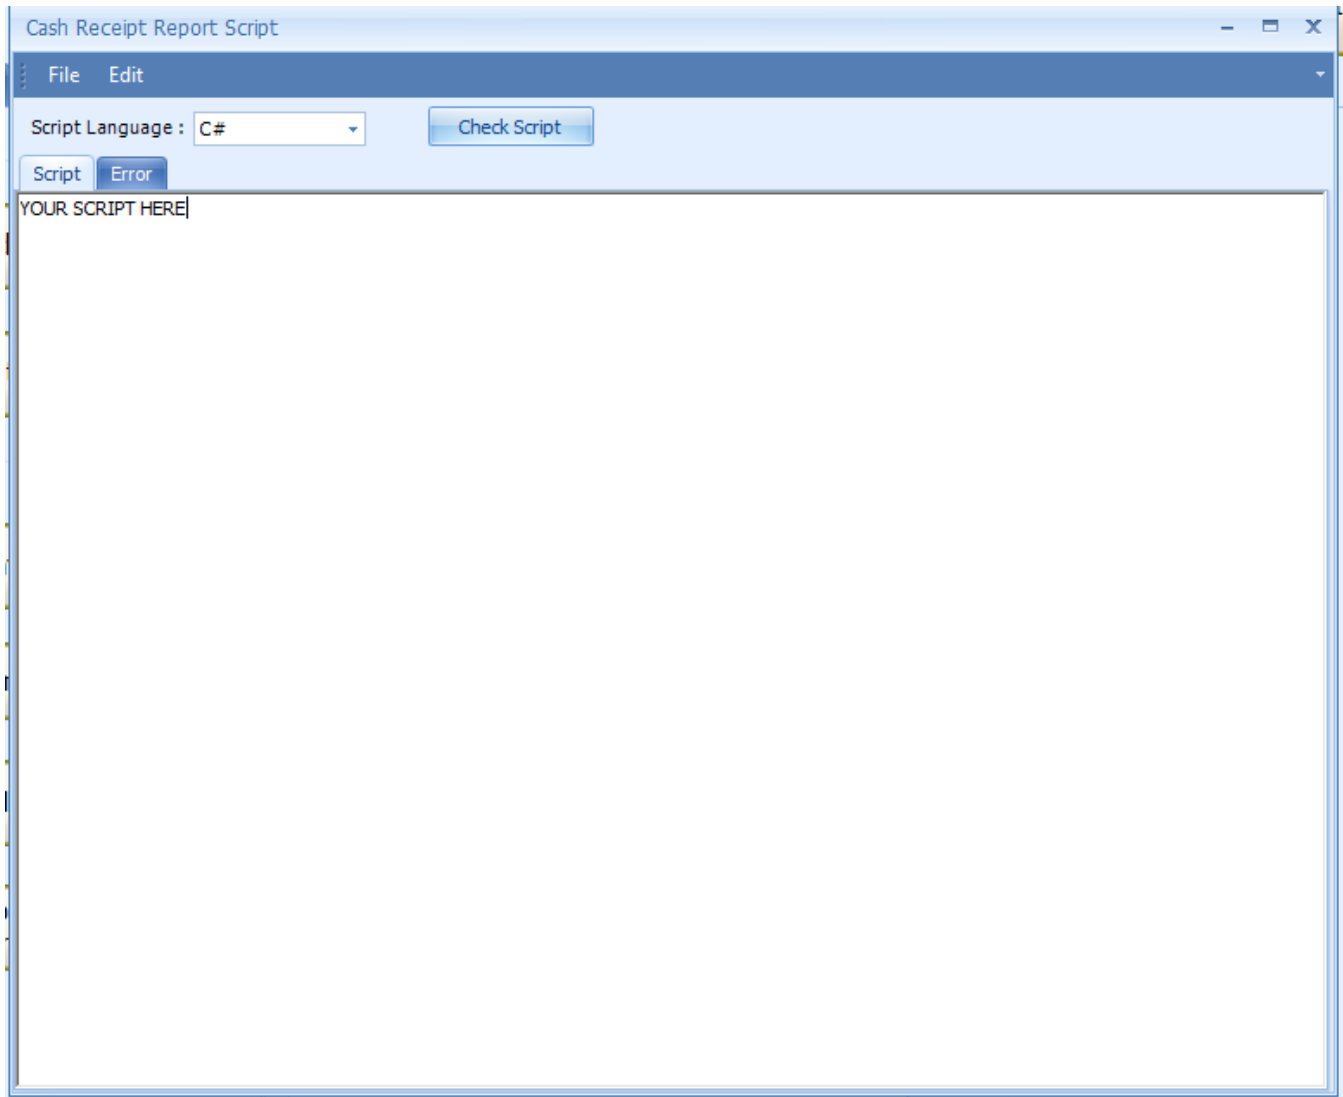 Cash Receipt Report Script
File Edit
Script Language : C# Check Script
Script Error
YOUR SCRIPT HERE